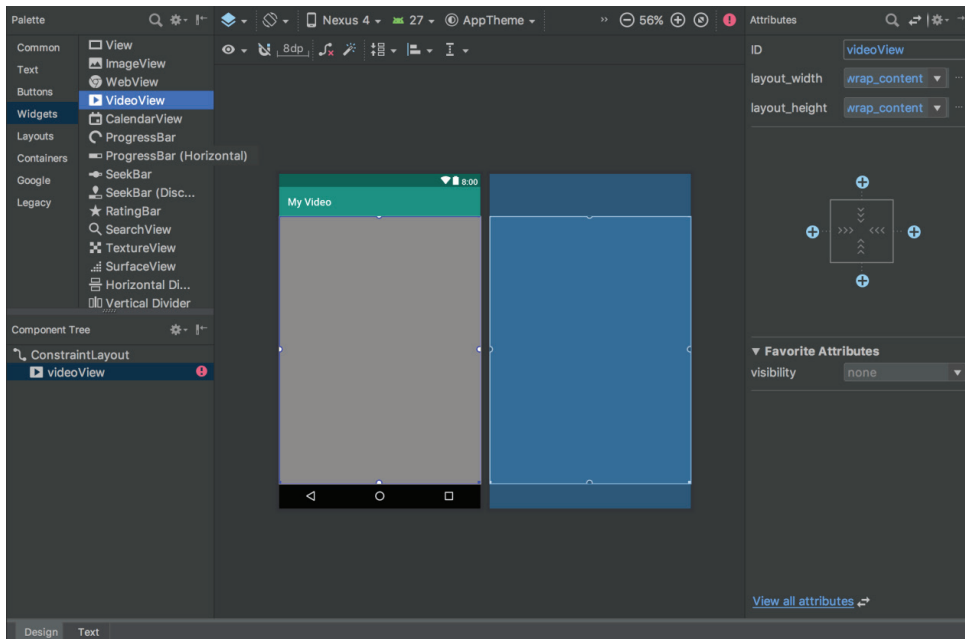 Palette
Nexus 4
27
AppTheme
»
56%
Attributes
8dp
Common
Text
Buttons
Widgets
Layouts
Containers
Google
Legacy
View
ImageView
WebView
VideoView
CalendarView
ProgressBar
ProgressBar (Horizontal)
SeekBar
SeekBar (Disc...
RatingBar
SearchView
TextureView
SurfaceView
Horizontal Di...
Vertical Divider
Component Tree
ConstraintLayout
videoView
8:00
My Video
ID
videoView
layout_width
wrap_content
...
layout_height
wrap_content
...
Favorite Attributes
visibility
none
View all attributes
Design
Text